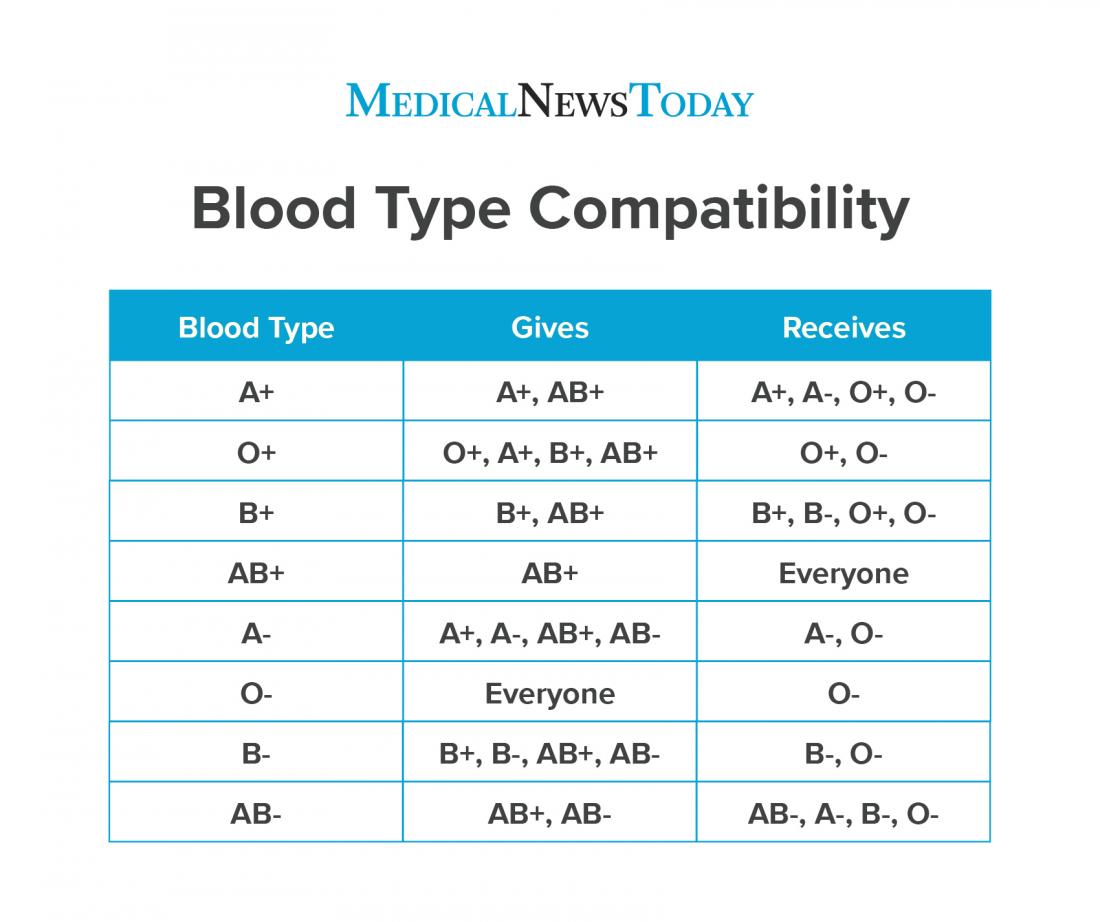 MEDICALNEWSTODAY
Blood Type Compatibility
Blood Type Gives Receives
A+ A+, AB+ A+, A-, O+, O-
O+ O+, A+, B+, AB+ O+, O-
B+ B+, AB+ B+, B-, O+, O-
AB+ AB+ Everyone
A- A+, A-, AB+, AB- A-, O-
O- Everyone O-
B- B+, B-, AB+, AB- B-, O-
AB- AB+, AB- AB-, A-, B-, O-